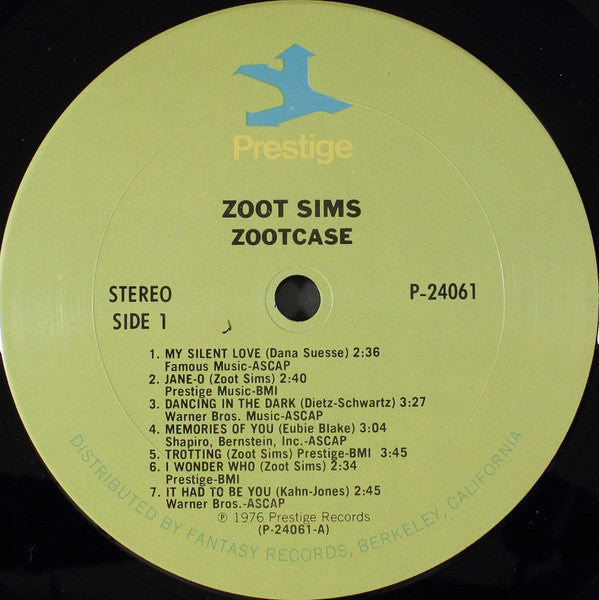 Prestige
ZOOT SIMS
ZOOTCASE
STEREO
SIDE 1
P-24061
1. MY SILENT LOVE (Dana Suesse) 2:36
Famous Music-ASCAP
2. JANE-O (Zoot Sims) 2:40
Prestige Music-BMI
3. DANCING IN THE DARK (Dietz-Schwartz) 3:27
Warner Bros. Music-ASCAP
4. MEMORIES OF YOU (Eubie Blake) 3:04
Shapiro, Bernstein, Inc.-ASCAP
5. TROTTING (Zoot Sims) Prestige-BMI 3:45
6. I WONDER WHO (Zoot Sims) 2:34
Prestige-BMI
7. IT HAD TO BE YOU (Kahn-Jones) 2:45
Warner Bros.-ASCAP
℗ 1976 Prestige Records
(P-24061-A)
DISTRIBUTED BY FANTASY RECORDS, BERKELEY, CALIFORNIA